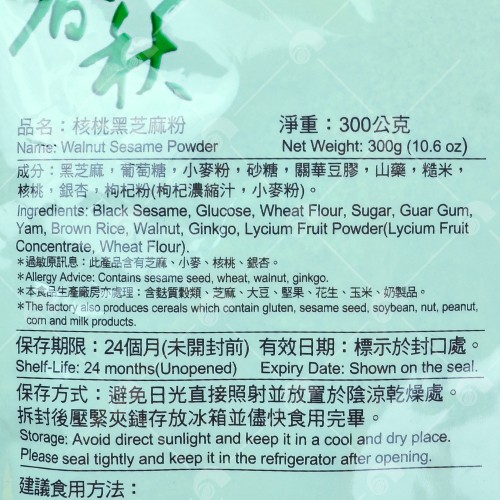 春秋
品名：核桃黑芝麻粉 淨重：300公克
Name: Walnut Sesame Powder Net Weight: 300g (10.6 oz)
成分：黑芝麻，葡萄糖，小麥粉，砂糖，關華豆膠，山藥，糙米，
核桃，銀杏，枸杞粉(枸杞濃縮汁，小麥粉)。
Ingredients: Black Sesame, Glucose, Wheat Flour, Sugar, Guar Gum,
Yam, Brown Rice, Walnut, Ginkgo, Lycium Fruit Powder(Lycium Fruit
Concentrate, Wheat Flour).
*過敏原訊息：此產品含有芝麻、小麥、核桃、銀杏。
*Allergy Advice: Contains sesame seed, wheat, walnut, ginkgo.
*本食品生產廠房亦處理：含麩質穀類、芝麻、大豆、堅果、花生、玉米、奶製品。
*The factory also produces cereals which contain gluten, sesame seed, soybean, nut, peanut,
corn and milk products.
保存期限：24個月(未開封前) 有效日期：標示於封口處。
Shelf-Life: 24 months(Unopened) Expiry Date: Shown on the seal.
保存方式：避免日光直接照射並放置於陰涼乾燥處。
拆封後壓緊夾鏈存放冰箱並儘快食用完畢。
Storage: Avoid direct sunlight and keep it in a cool and dry place.
Please seal tightly and keep it in the refrigerator after opening.
建議食用方法：